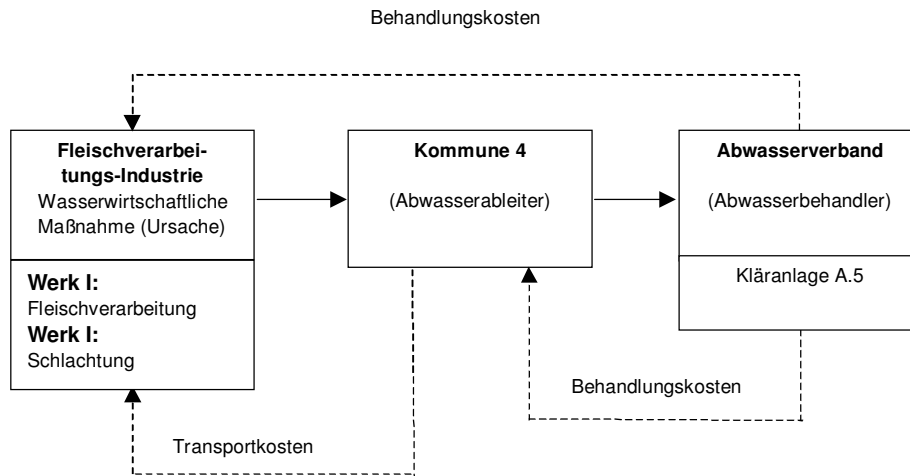 Behandlungskosten
Fleischverarbei-
tungs-Industrie
Wasserwirtschaftliche
Maßnahme (Ursache)
Werk I:
Fleischverarbeitung
Werk I:
Schlachtung
Kommune 4
(Abwasserableiter)
Abwasserverband
(Abwasserbehandler)
Kläranlage A.5
Behandlungskosten
Transportkosten